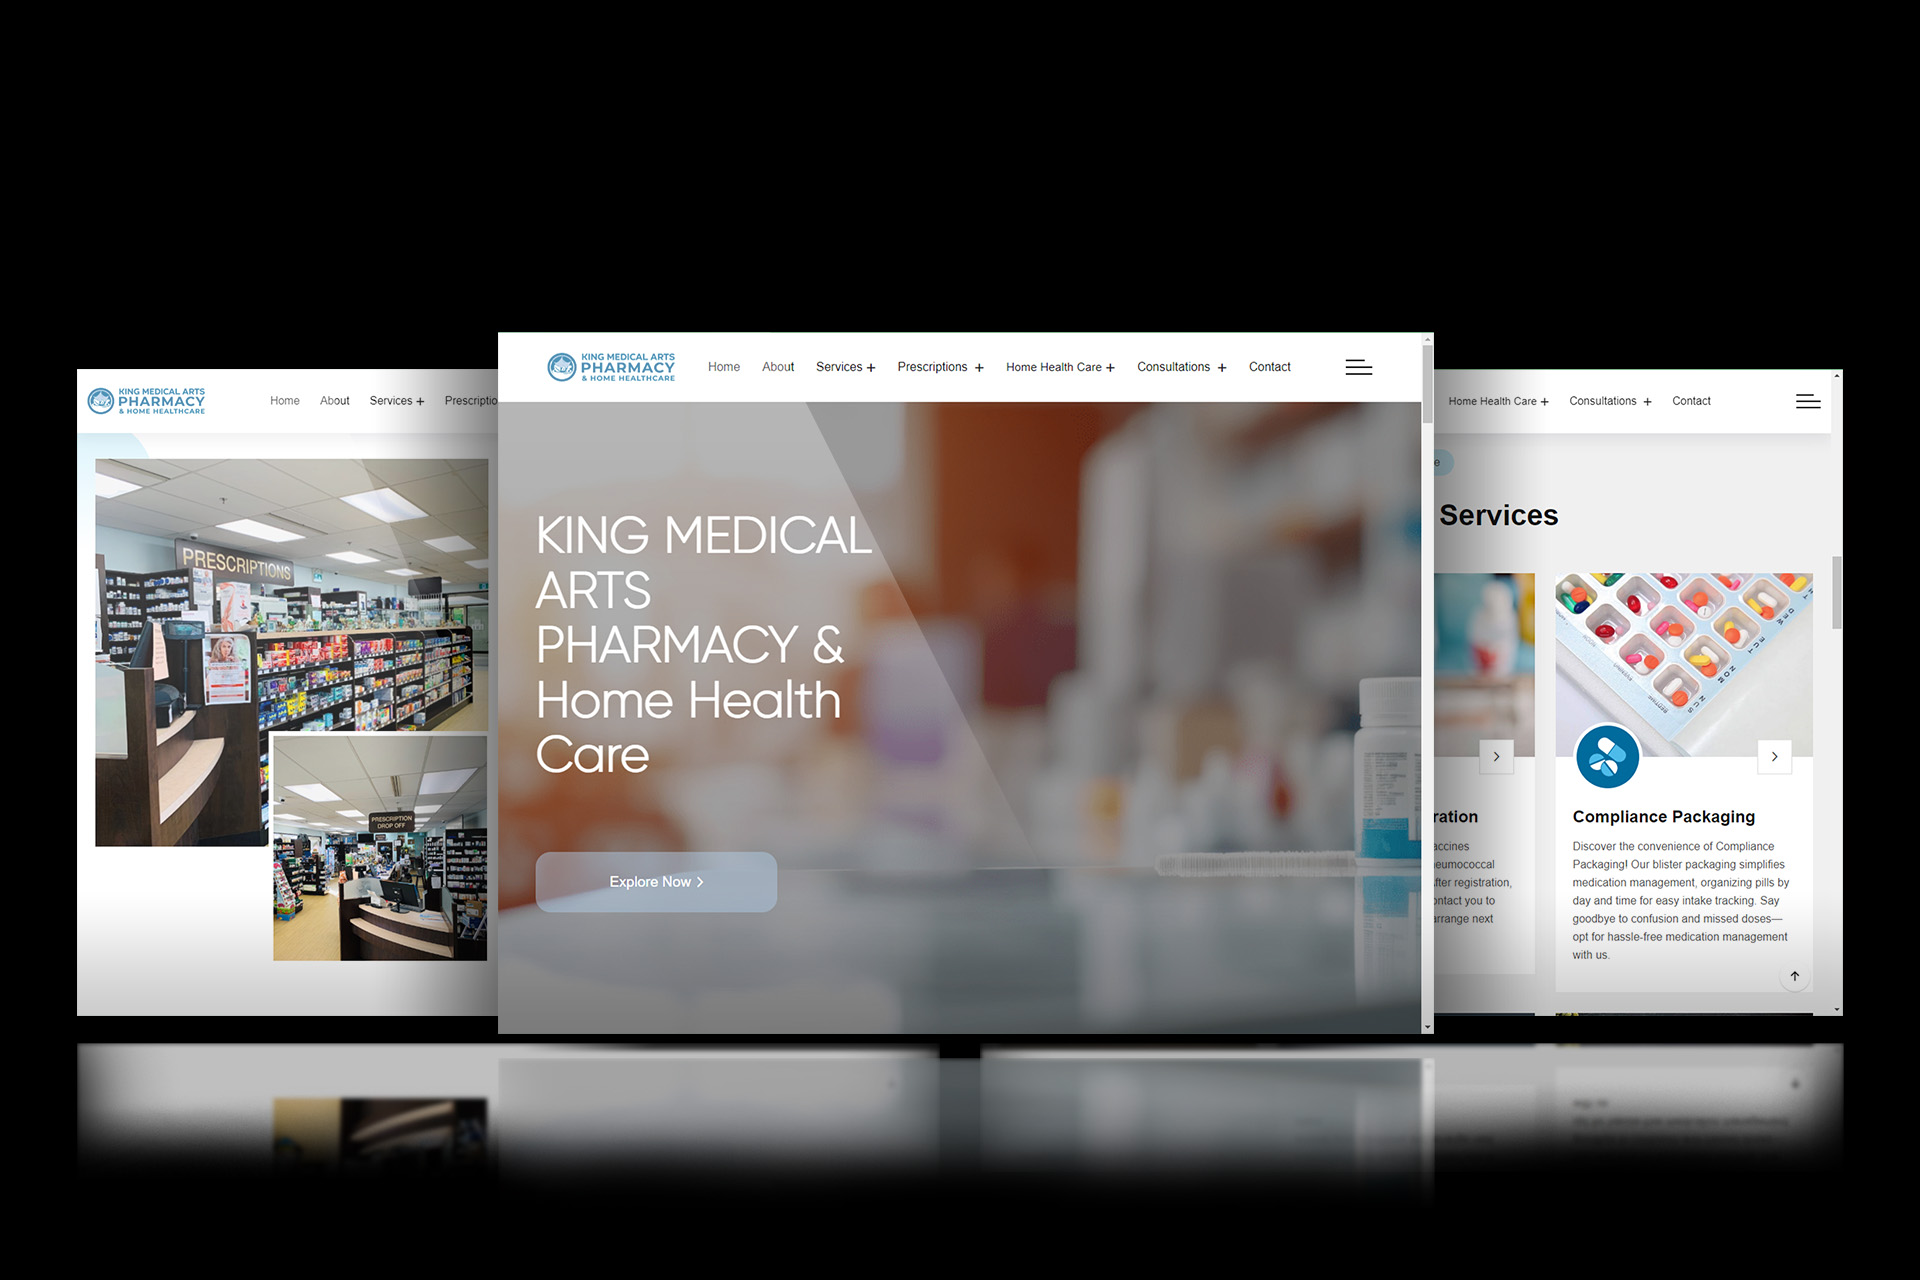 KING MEDICAL ARTS
PHARMACY
& HOME HEALTHCARE
Home About Services + Prescriptio
PRESCRIPTIONS
PRESCRIPTION
DROP OFF
KING MEDICAL ARTS
PHARMACY
& HOME HEALTHCARE
Home About Services + Prescriptions + Home Health Care + Consultations + Contact
KING MEDICAL
ARTS
PHARMACY &
Home Health
Care
Explore Now >
Home Health Care + Consultations + Contact
e
Services
ration
accines
eumococcal
fter registration,
ontact you to
arrange next
Compliance Packaging
Discover the convenience of Compliance
Packaging! Our blister packaging simplifies
medication management, organizing pills by
day and time for easy intake tracking. Say
goodbye to confusion and missed doses—
opt for hassle-free medication management
with us.